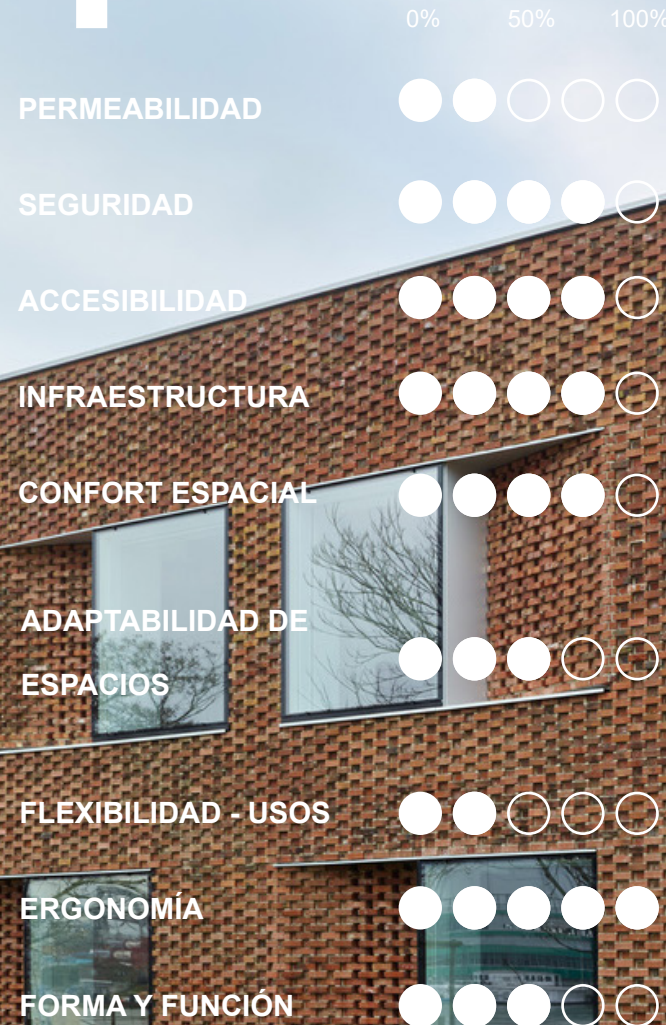 0% 50% 100%
PERMEABILIDAD
SEGURIDAD
ACCESIBILIDAD
INFRAESTRUCTURA
CONFORT ESPACIAL
ADAPTABILIDAD DE
ESPACIOS
FLEXIBILIDAD - USOS
ERGONOMÍA
FORMA Y FUNCIÓN